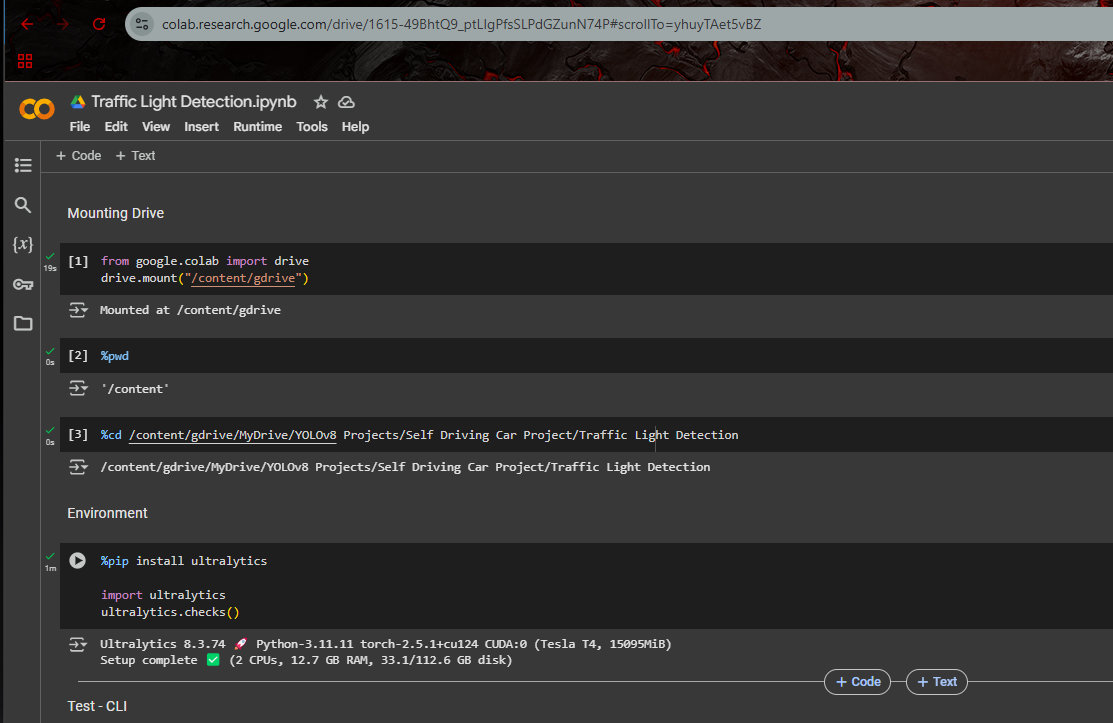 colab.research.google.com/drive/1615-49BhtQ9_ptLIgPfsSLPdGZunN74P#scrollTo=yhuyTAet5vBZ
Traffic Light Detection.ipynb
File Edit View Insert Runtime Tools Help
+ Code + Text
Mounting Drive
[1] from google.colab import drive
19s
drive.mount("/content/gdrive")
Mounted at /content/gdrive
[2] %pwd
0s
'/content'
[3] %cd /content/gdrive/MyDrive/YOLOv8 Projects/Self Driving Car Project/Traffic Light Detection
0s
/content/gdrive/MyDrive/YOLOv8 Projects/Self Driving Car Project/Traffic Light Detection
Environment
%pip install ultralytics
1m
import ultralytics
ultralytics.checks()
Ultralytics 8.3.74 🚀 Python-3.11.11 torch-2.5.1+cu124 CUDA:0 (Tesla T4, 15095MiB)
Setup complete ✅ (2 CPUs, 12.7 GB RAM, 33.1/112.6 GB disk)
+ Code + Text
Test - CLI